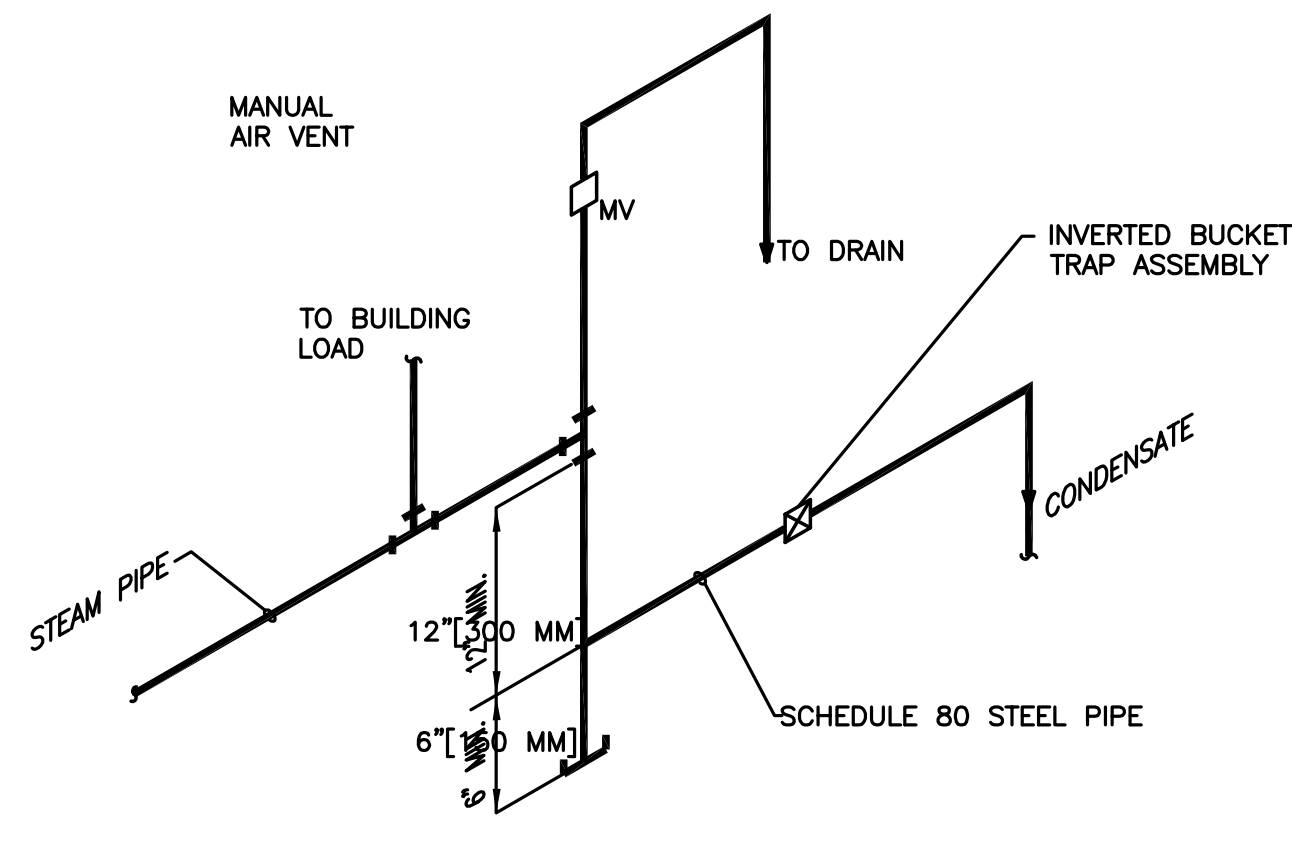 MANUAL
AIR VENT
MV
TO DRAIN
INVERTED BUCKET
TRAP ASSEMBLY
TO BUILDING
LOAD
CONDENSATE
STEAM PIPE
12" MIN.
12"[300 MM]
SCHEDULE 80 STEEL PIPE
6" MIN.
6"[150 MM]